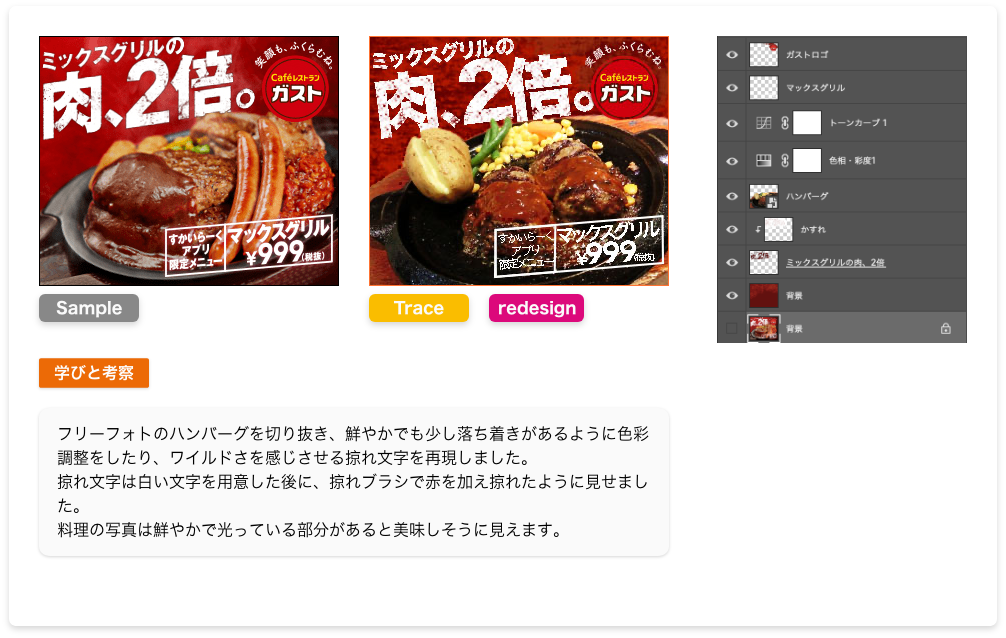 ミックスグリルの
肉、2倍。
笑顔も、ふくらむね。
Caféレストラン
ガスト
すかいらーく
アプリ
限定メニュー
マックスグリル
¥999(税抜)
ミックスグリルの
肉、2倍。
笑顔も、ふくらむね。
Caféレストラン
ガスト
すかいらーく
アプリ
限定メニュー
マックスグリル
¥999(税抜)
ガストロゴ
マックスグリル
トーンカーブ 1
色相・彩度1
ハンバーグ
かすれ
ミックスグリルの肉、2倍
背景
背景
Sample
Trace
redesign
学びと考察
フリーフォトのハンバーグを切り抜き、鮮やかでも少し落ち着きがあるように色彩
調整をしたり、ワイルドさを感じさせる掠れ文字を再現しました。
掠れ文字は白い文字を用意した後に、掠れブラシで赤を加え掠れたように見せまし
た。
料理の写真は鮮やかで光っている部分があると美味しそうに見えます。